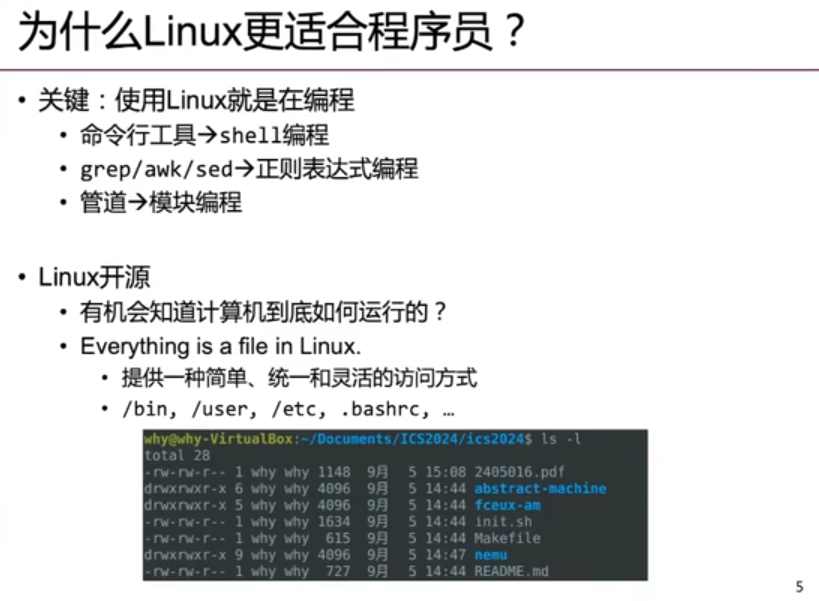 为什么Linux更适合程序员？
• 关键：使用Linux就是在编程
• 命令行工具→shell编程
• grep/awk/sed→正则表达式编程
• 管道→模块编程
• Linux开源
• 有机会知道计算机到底如何运行的？
• Everything is a file in Linux.
• 提供一种简单、统一和灵活的访问方式
• /bin, /user, /etc, .bashrc, …
why@why-VirtualBox:~/Documents/ICS2024/ics2024$ ls -l
total 28
-rw-rw-r-- 1 why why 1148 9月 5 15:08 2405016.pdf
drwxrwxr-x 6 why why 4096 9月 5 14:44 abstract-machine
drwxrwxr-x 5 why why 4096 9月 5 14:44 fceux-am
-rw-rw-r-- 1 why why 1634 9月 5 14:44 init.sh
-rw-rw-r-- 1 why why 615 9月 5 14:44 Makefile
drwxrwxr-x 9 why why 4096 9月 5 14:47 nemu
-rw-rw-r-- 1 why why 727 9月 5 14:44 README.md
5